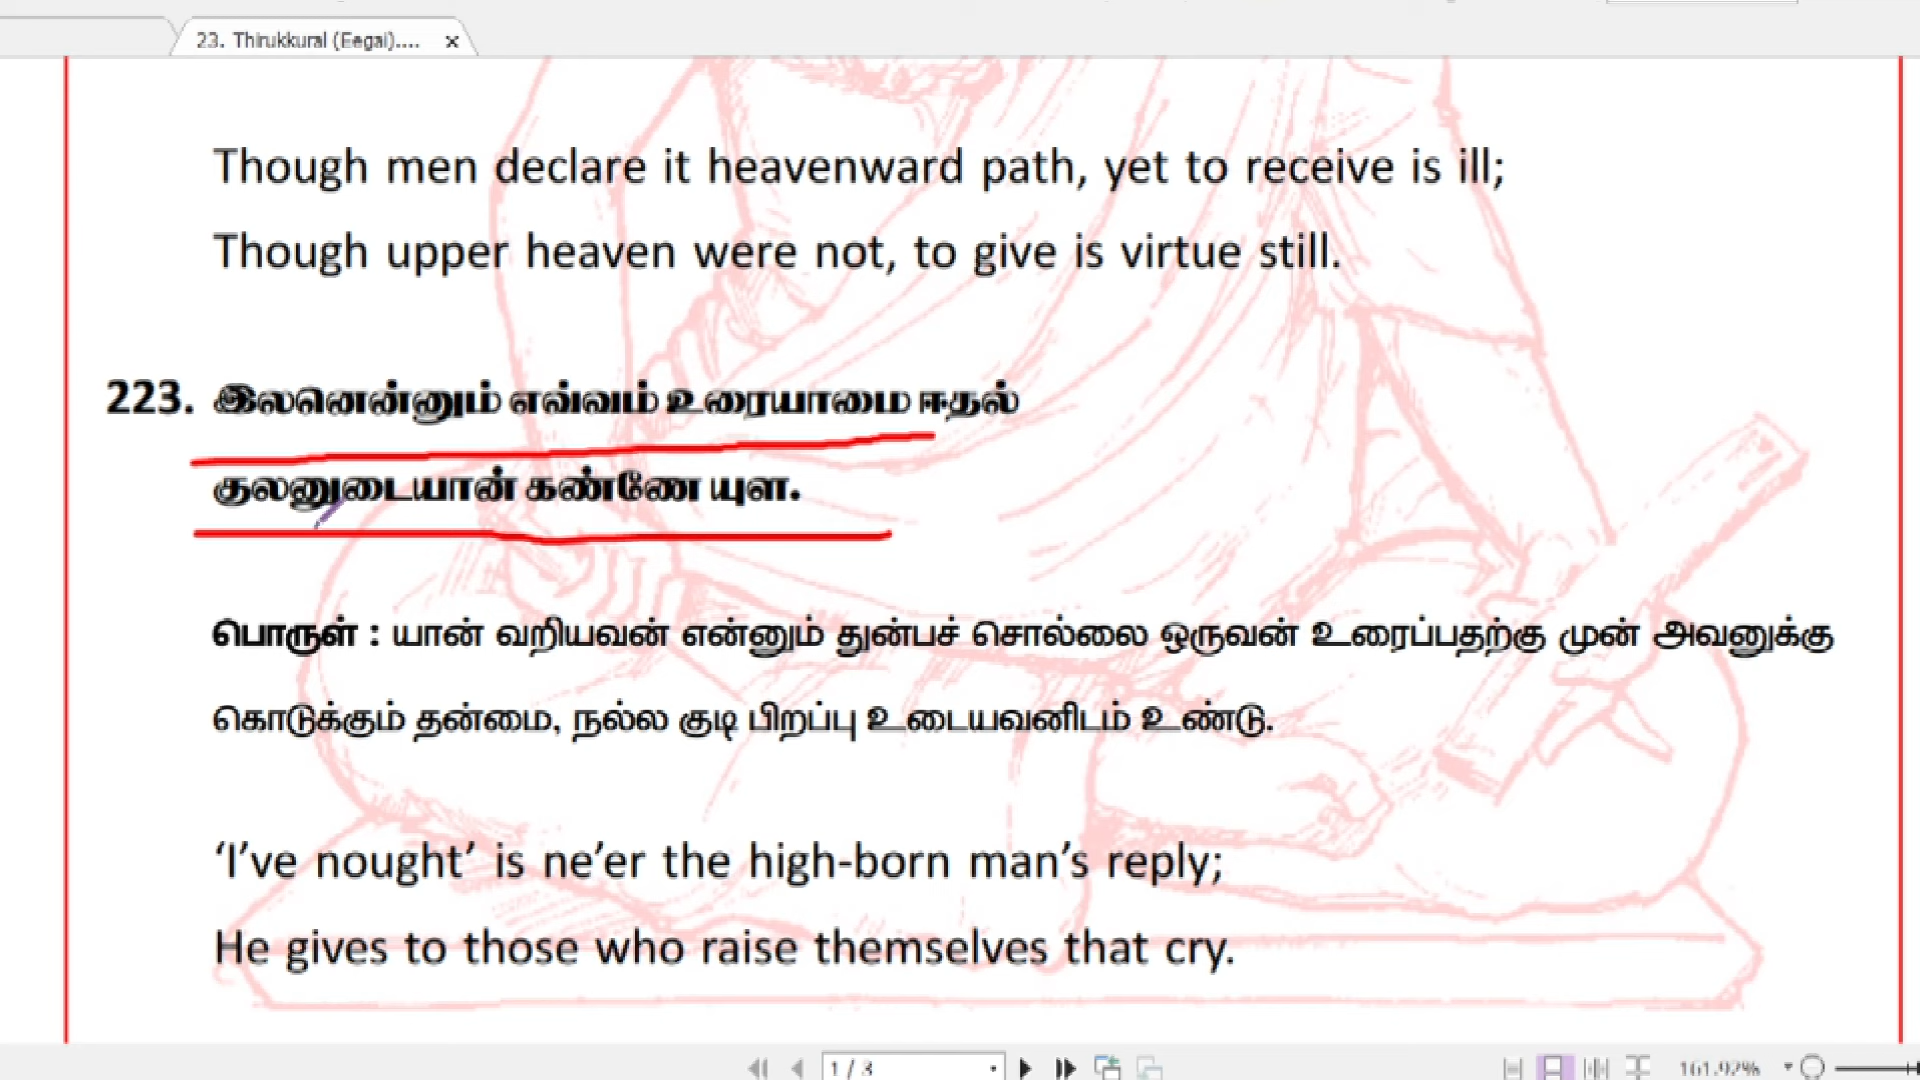 23. Thirukkural (Eegai)....
Though men declare it heavenward path, yet to receive is ill;
Though upper heaven were not, to give is virtue still.
223. இலனென்னும் எவ்வம் உரையாமை ஈதல்
குலனுடையான் கண்ணே யுள.
பொருள் : யான் வறியவன் என்னும் துன்பச் சொல்லை ஒருவன் உரைப்பதற்கு முன் அவனுக்கு
கொடுக்கும் தன்மை, நல்ல குடி பிறப்பு உடையவனிடம் உண்டு.
‘I’ve nought’ is ne’er the high-born man’s reply;
He gives to those who raise themselves that cry.
1 / 3
161.92%